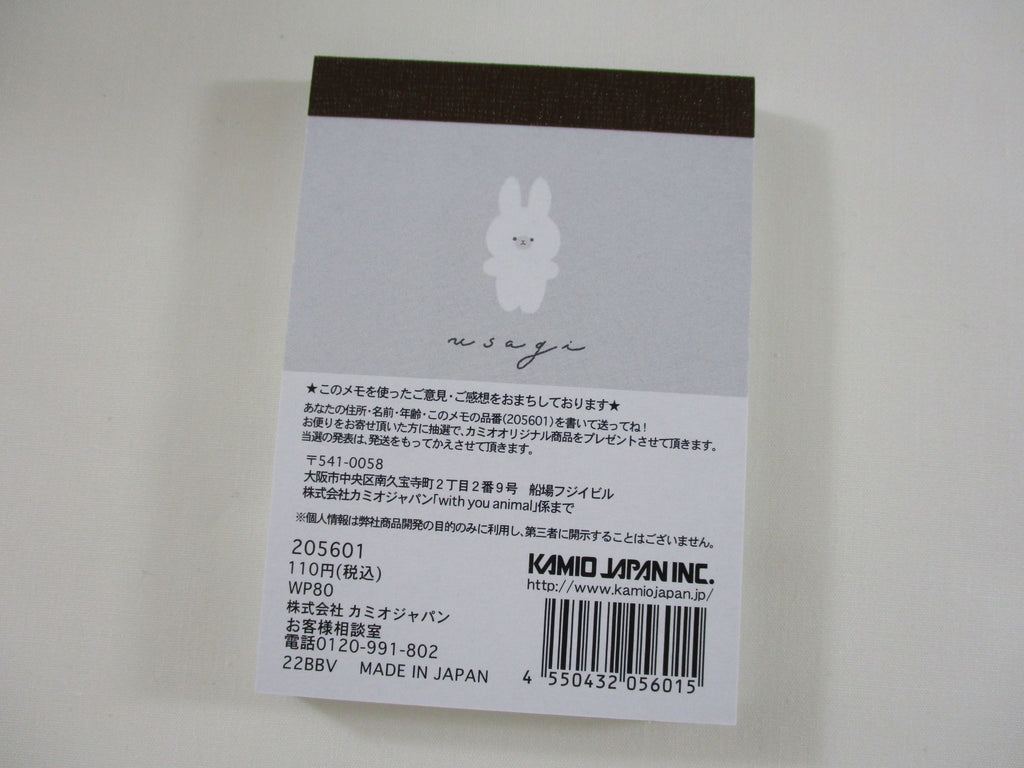 usagi
★このメモを使ったご意見・ご感想をおまちしております★
あなたの住所・名前・年齢・このメモの品番(205601)を書いて送ってね！
お便りをお寄せ頂いた方に抽選で、カミオオリジナル商品をプレゼントさせて頂きます。
当選の発表は、発送をもってかえさせて頂きます。
〒541-0058
大阪市中央区南久宝寺町2丁目2番9号　船場フジイビル
株式会社カミオジャパン「with you animal」係まで
※個人情報は弊社商品開発の目的のみに利用し、第三者に開示することはございません。
205601
110円(税込)
WP80
株式会社 カミオジャパン
お客様相談室
電話0120-991-802
22BBV　MADE IN JAPAN
KAMIO JAPAN INC.
http://www.kamiojapan.jp/
4 550432 056015